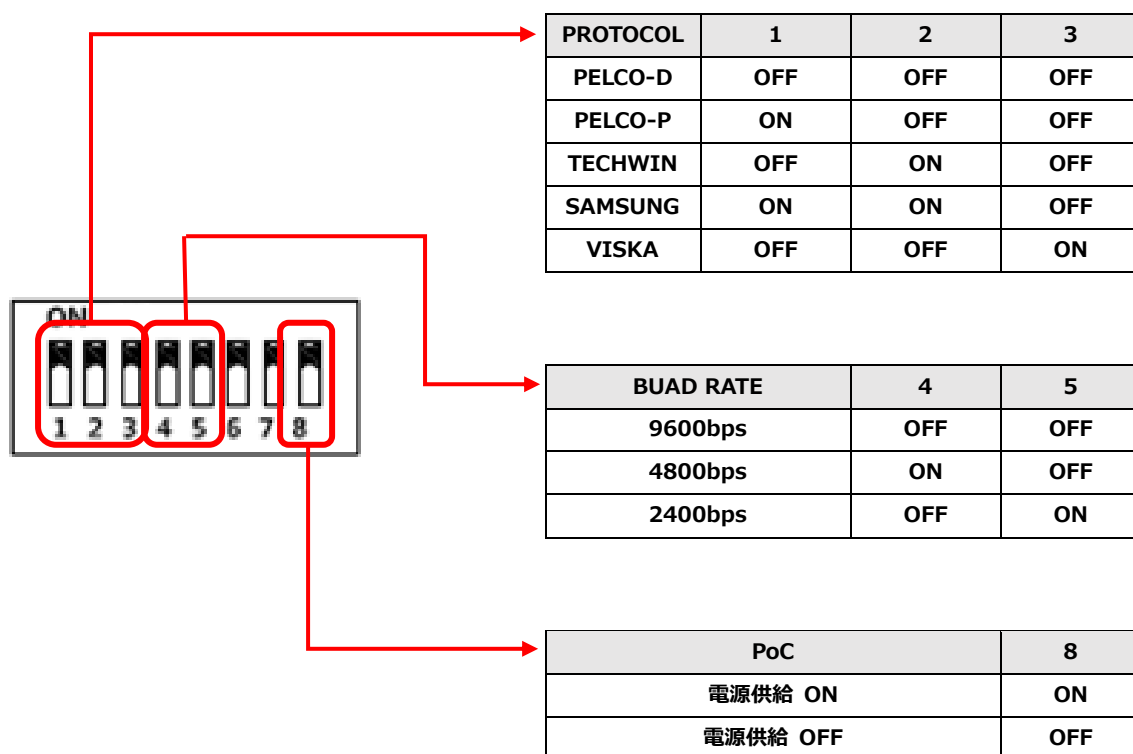 PROTOCOL 1 2 3
PELCO-D OFF OFF OFF
PELCO-P ON OFF OFF
TECHWIN OFF ON OFF
SAMSUNG ON ON OFF
VISKA OFF OFF ON
ON
1 2 3 4 5 6 7 8
BUAD RATE 4 5
9600bps OFF OFF
4800bps ON OFF
2400bps OFF ON
PoC 8
電源供給 ON ON
電源供給 OFF OFF